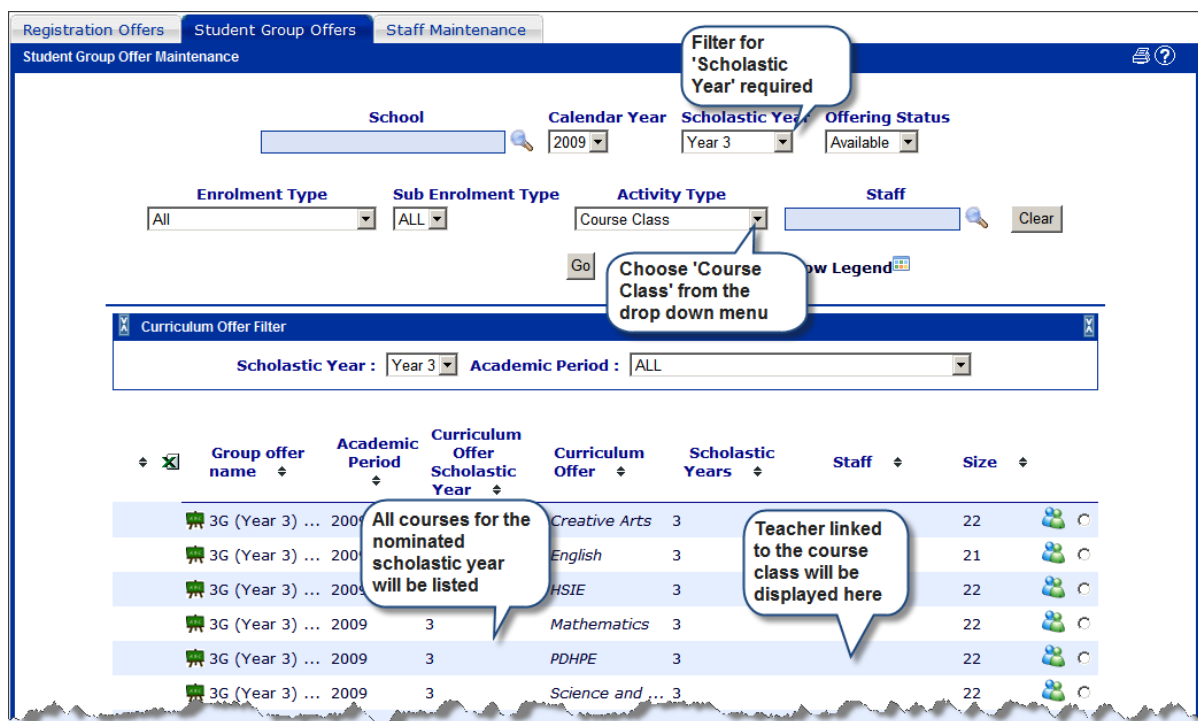 Registration Offers Student Group Offers Staff Maintenance
Student Group Offer Maintenance
Filter for
'Scholastic
Year' required
School Calendar Year Scholastic Year Offering Status
2009 Year 3 Available
Enrolment Type Sub Enrolment Type Activity Type Staff
All ALL Course Class Clear
Go
Choose 'Course
Class' from the
drop down menu
Legend
Curriculum Offer Filter
Scholastic Year : Year 3 Academic Period : ALL
Group offer
name
Academic
Period
Curriculum
Offer
Scholastic
Year
Curriculum
Offer
Scholastic
Years
Staff
Size
3G (Year 3) ... 2009 Creative Arts 3 22
3G (Year 3) ... 2009 English 3 21
3G (Year 3) ... 2009 HSIE 3 22
3G (Year 3) ... 2009 3 Mathematics 3 22
3G (Year 3) ... 2009 3 PDHPE 3 22
3G (Year 3) ... 2009 3 Science and ... 3 22
All courses for the
nominated
scholastic year
will be listed
Teacher linked
to the course
class will be
displayed here